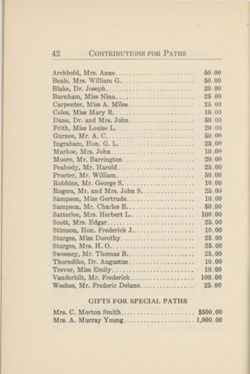 42 CONTRIBUTIONS FOR PATHS
Archbold, Mrs. Anne 50.00
Beale, Mrs. William G. 50.00
Blake, Dr. Joseph 20.00
Burnham, Miss Nina 25.00
Carpenter, Miss A. Miles 25.00
Coles, Miss Mary R. 10.00
Dane, Dr. and Mrs. John 50.00
Frith, Miss Louise L. 20.00
Gurnee, Mr. A. C. 50.00
Ingraham, Hon. G. L. 25.00
Markoe, Mrs. John 10.00
Moore, Mr. Barrington 20.00
Peabody, Mr. Harold 25.00
Procter, Mr. William 50.00
Robbins, Mr. George S. 10.00
Rogers, Mr. and Mrs. John S. 25.00
Sampson, Miss Gertrude 10.00
Sampson, Mr. Charles E. 50.00
Satterlee, Mrs. Herbert L. 100.00
Scott, Mrs. Edgar 25.00
Stimson, Hon. Frederick J. 10.00
Sturges, Miss Dorothy 25.00
Sturges, Mrs. H. O. 25.00
Sweeney, Mr. Thomas B. 25.00
Thorndike, Dr. Augustus 10.00
Trevor, Miss Emily 10.00
Vanderbilt, Mr. Frederick 100.00
Weekes, Mr. Frederic Delano 25.00
GIFTS FOR SPECIAL PATHS
Mrs. C. Morton Smith $500.00
Mrs. A. Murray Young 1,000.00